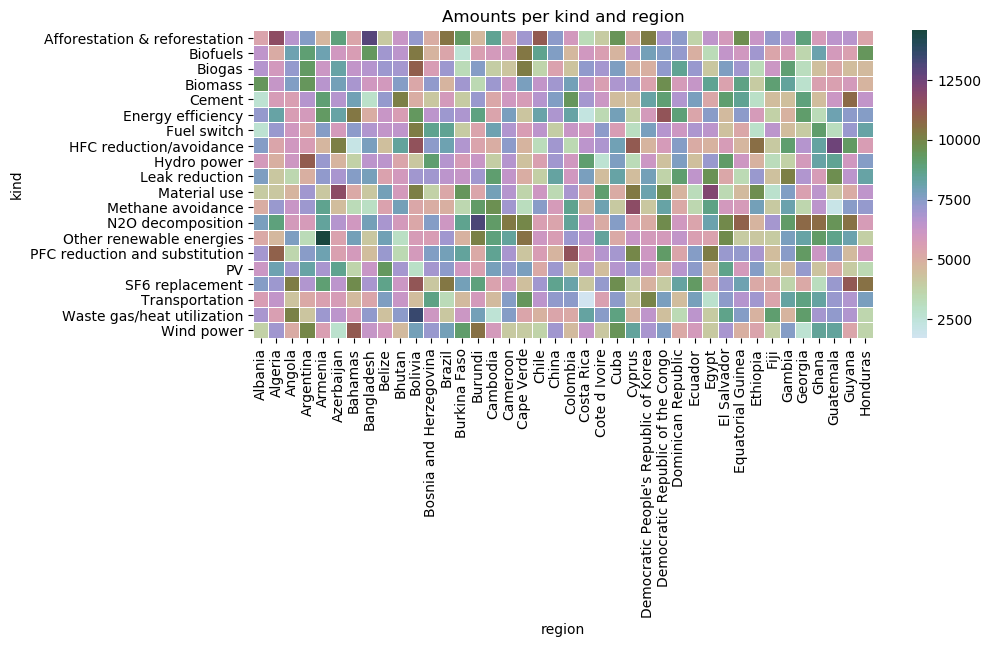 Amounts per kind and region
kind
Afforestation & reforestation
Biofuels
Biogas
Biomass
Cement
Energy efficiency
Fuel switch
HFC reduction/avoidance
Hydro power
Leak reduction
Material use
Methane avoidance
N2O decomposition
Other renewable energies
PFC reduction and substitution
PV
SF6 replacement
Transportation
Waste gas/heat utilization
Wind power
Albania
Algeria
Angola
Argentina
Armenia
Azerbaijan
Bahamas
Bangladesh
Belize
Bhutan
Bolivia
Bosnia and Herzegovina
Brazil
Burkina Faso
Burundi
Cambodia
Cameroon
Cape Verde
Chile
China
Colombia
Costa Rica
Cote d Ivoire
Cuba
Cyprus
Democratic People's Republic of Korea
Democratic Republic of the Congo
Dominican Republic
Ecuador
Egypt
El Salvador
Equatorial Guinea
Ethiopia
Fiji
Gambia
Georgia
Ghana
Guatemala
Guyana
Honduras
region
12500
10000
7500
5000
2500